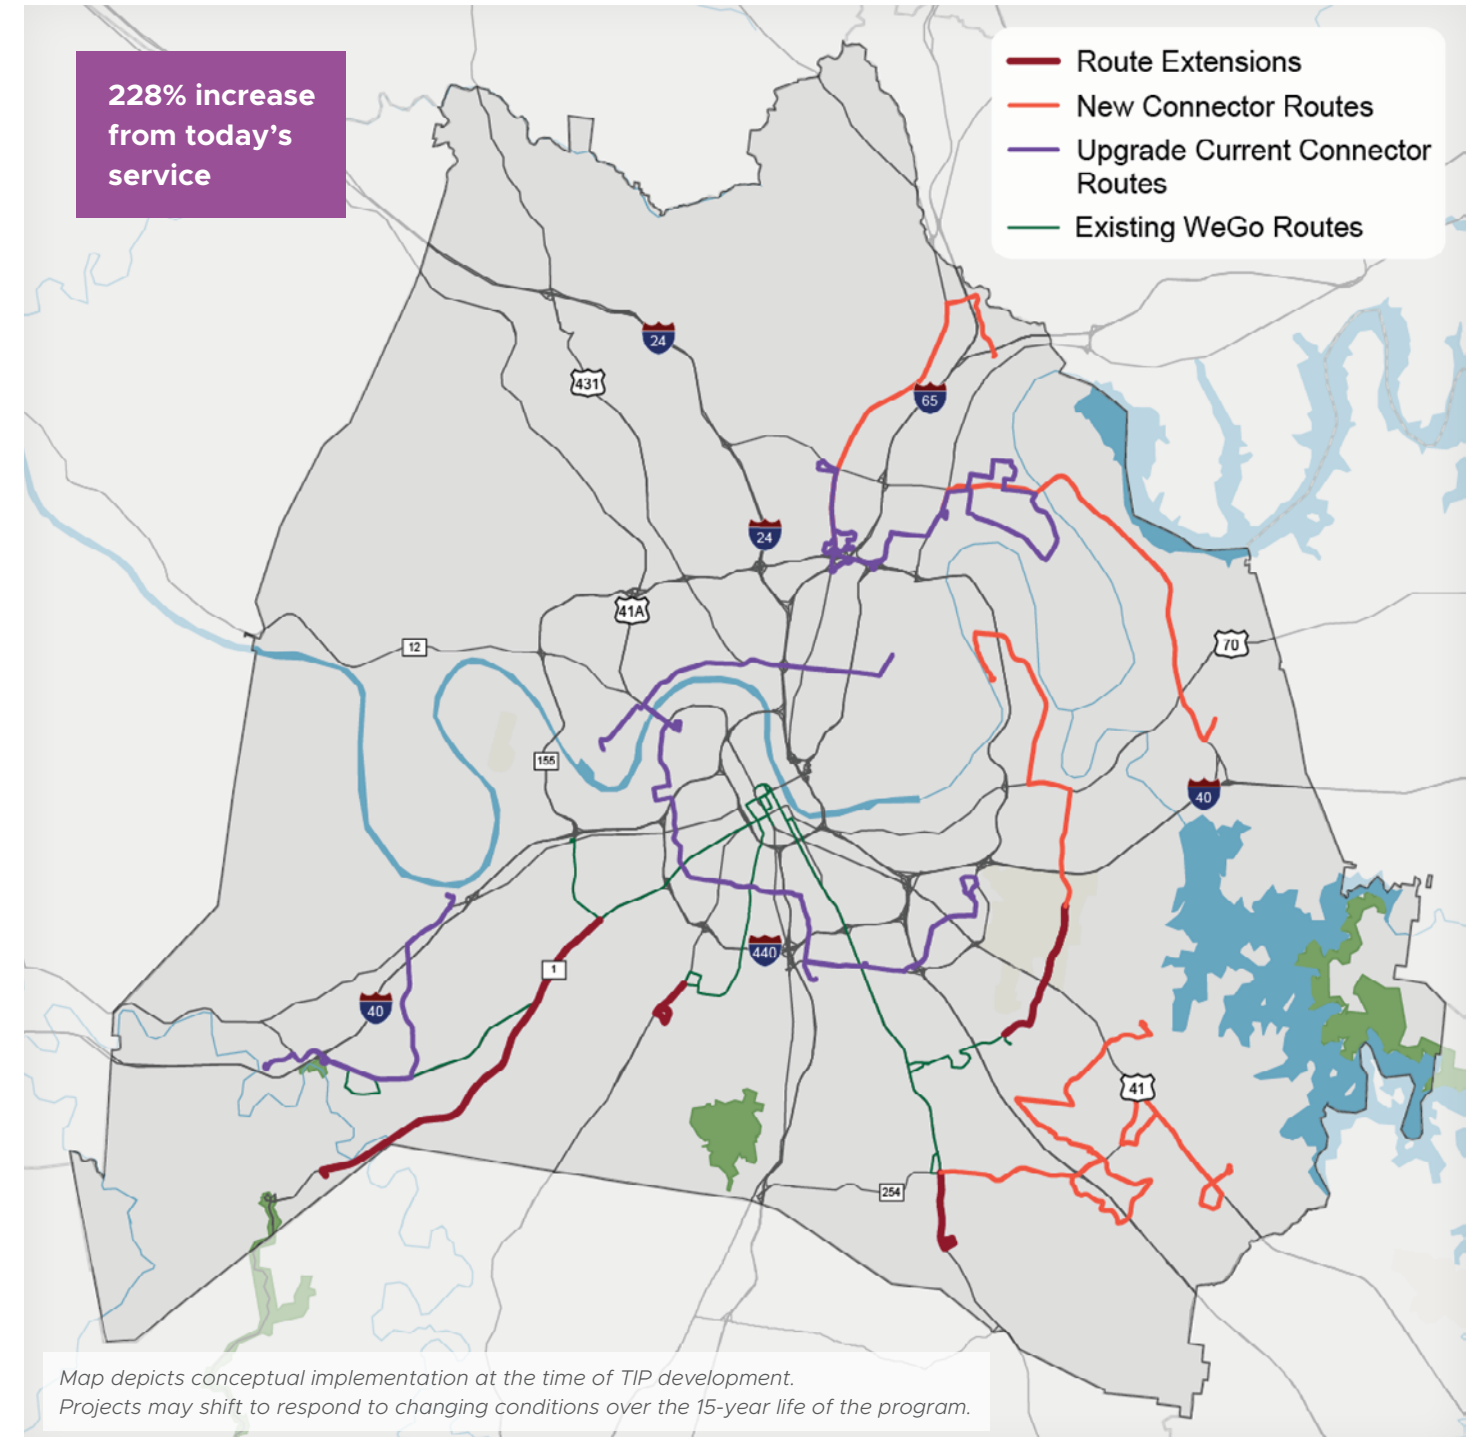 228% increase
from today's
service
Route Extensions
New Connector Routes
Upgrade Current Connector
Routes
Existing WeGo Routes
24
431
65
24
41A
12
70
155
40
440
1
40
41
254
Map depicts conceptual implementation at the time of TIP development.
Projects may shift to respond to changing conditions over the 15-year life of the program.